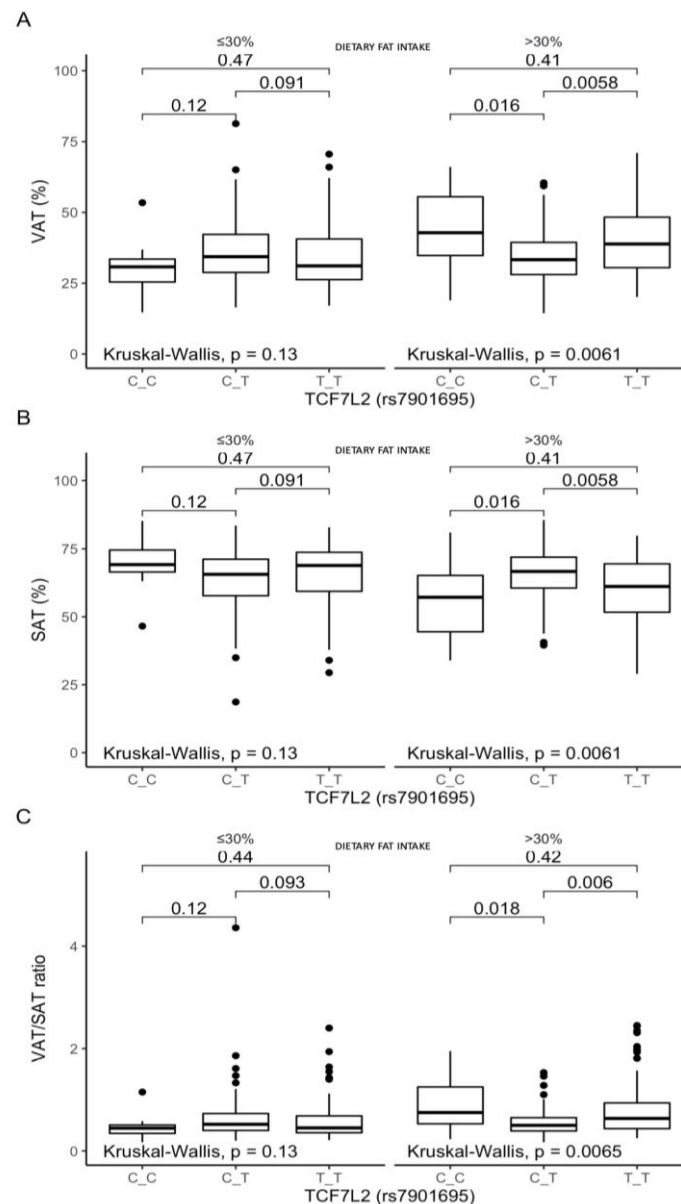 A
≤30% DIETARY FAT INTAKE >30%
0.47 0.41
0.091 0.0058
0.12 0.016
100
75
50
25
0
VAT (%)
Kruskal-Wallis, p = 0.13 Kruskal-Wallis, p = 0.0061
C_C C_T T_T C_C C_T T_T
TCF7L2 (rs7901695)
B
≤30% DIETARY FAT INTAKE >30%
0.47 0.41
0.091 0.0058
0.12 0.016
100
75
50
25
0
SAT (%)
Kruskal-Wallis, p = 0.13 Kruskal-Wallis, p = 0.0061
C_C C_T T_T C_C C_T T_T
TCF7L2 (rs7901695)
C
≤30% DIETARY FAT INTAKE >30%
0.44 0.42
0.093 0.006
0.12 0.018
4
2
0
VAT/SAT ratio
Kruskal-Wallis, p = 0.13 Kruskal-Wallis, p = 0.0065
C_C C_T T_T C_C C_T T_T
TCF7L2 (rs7901695)